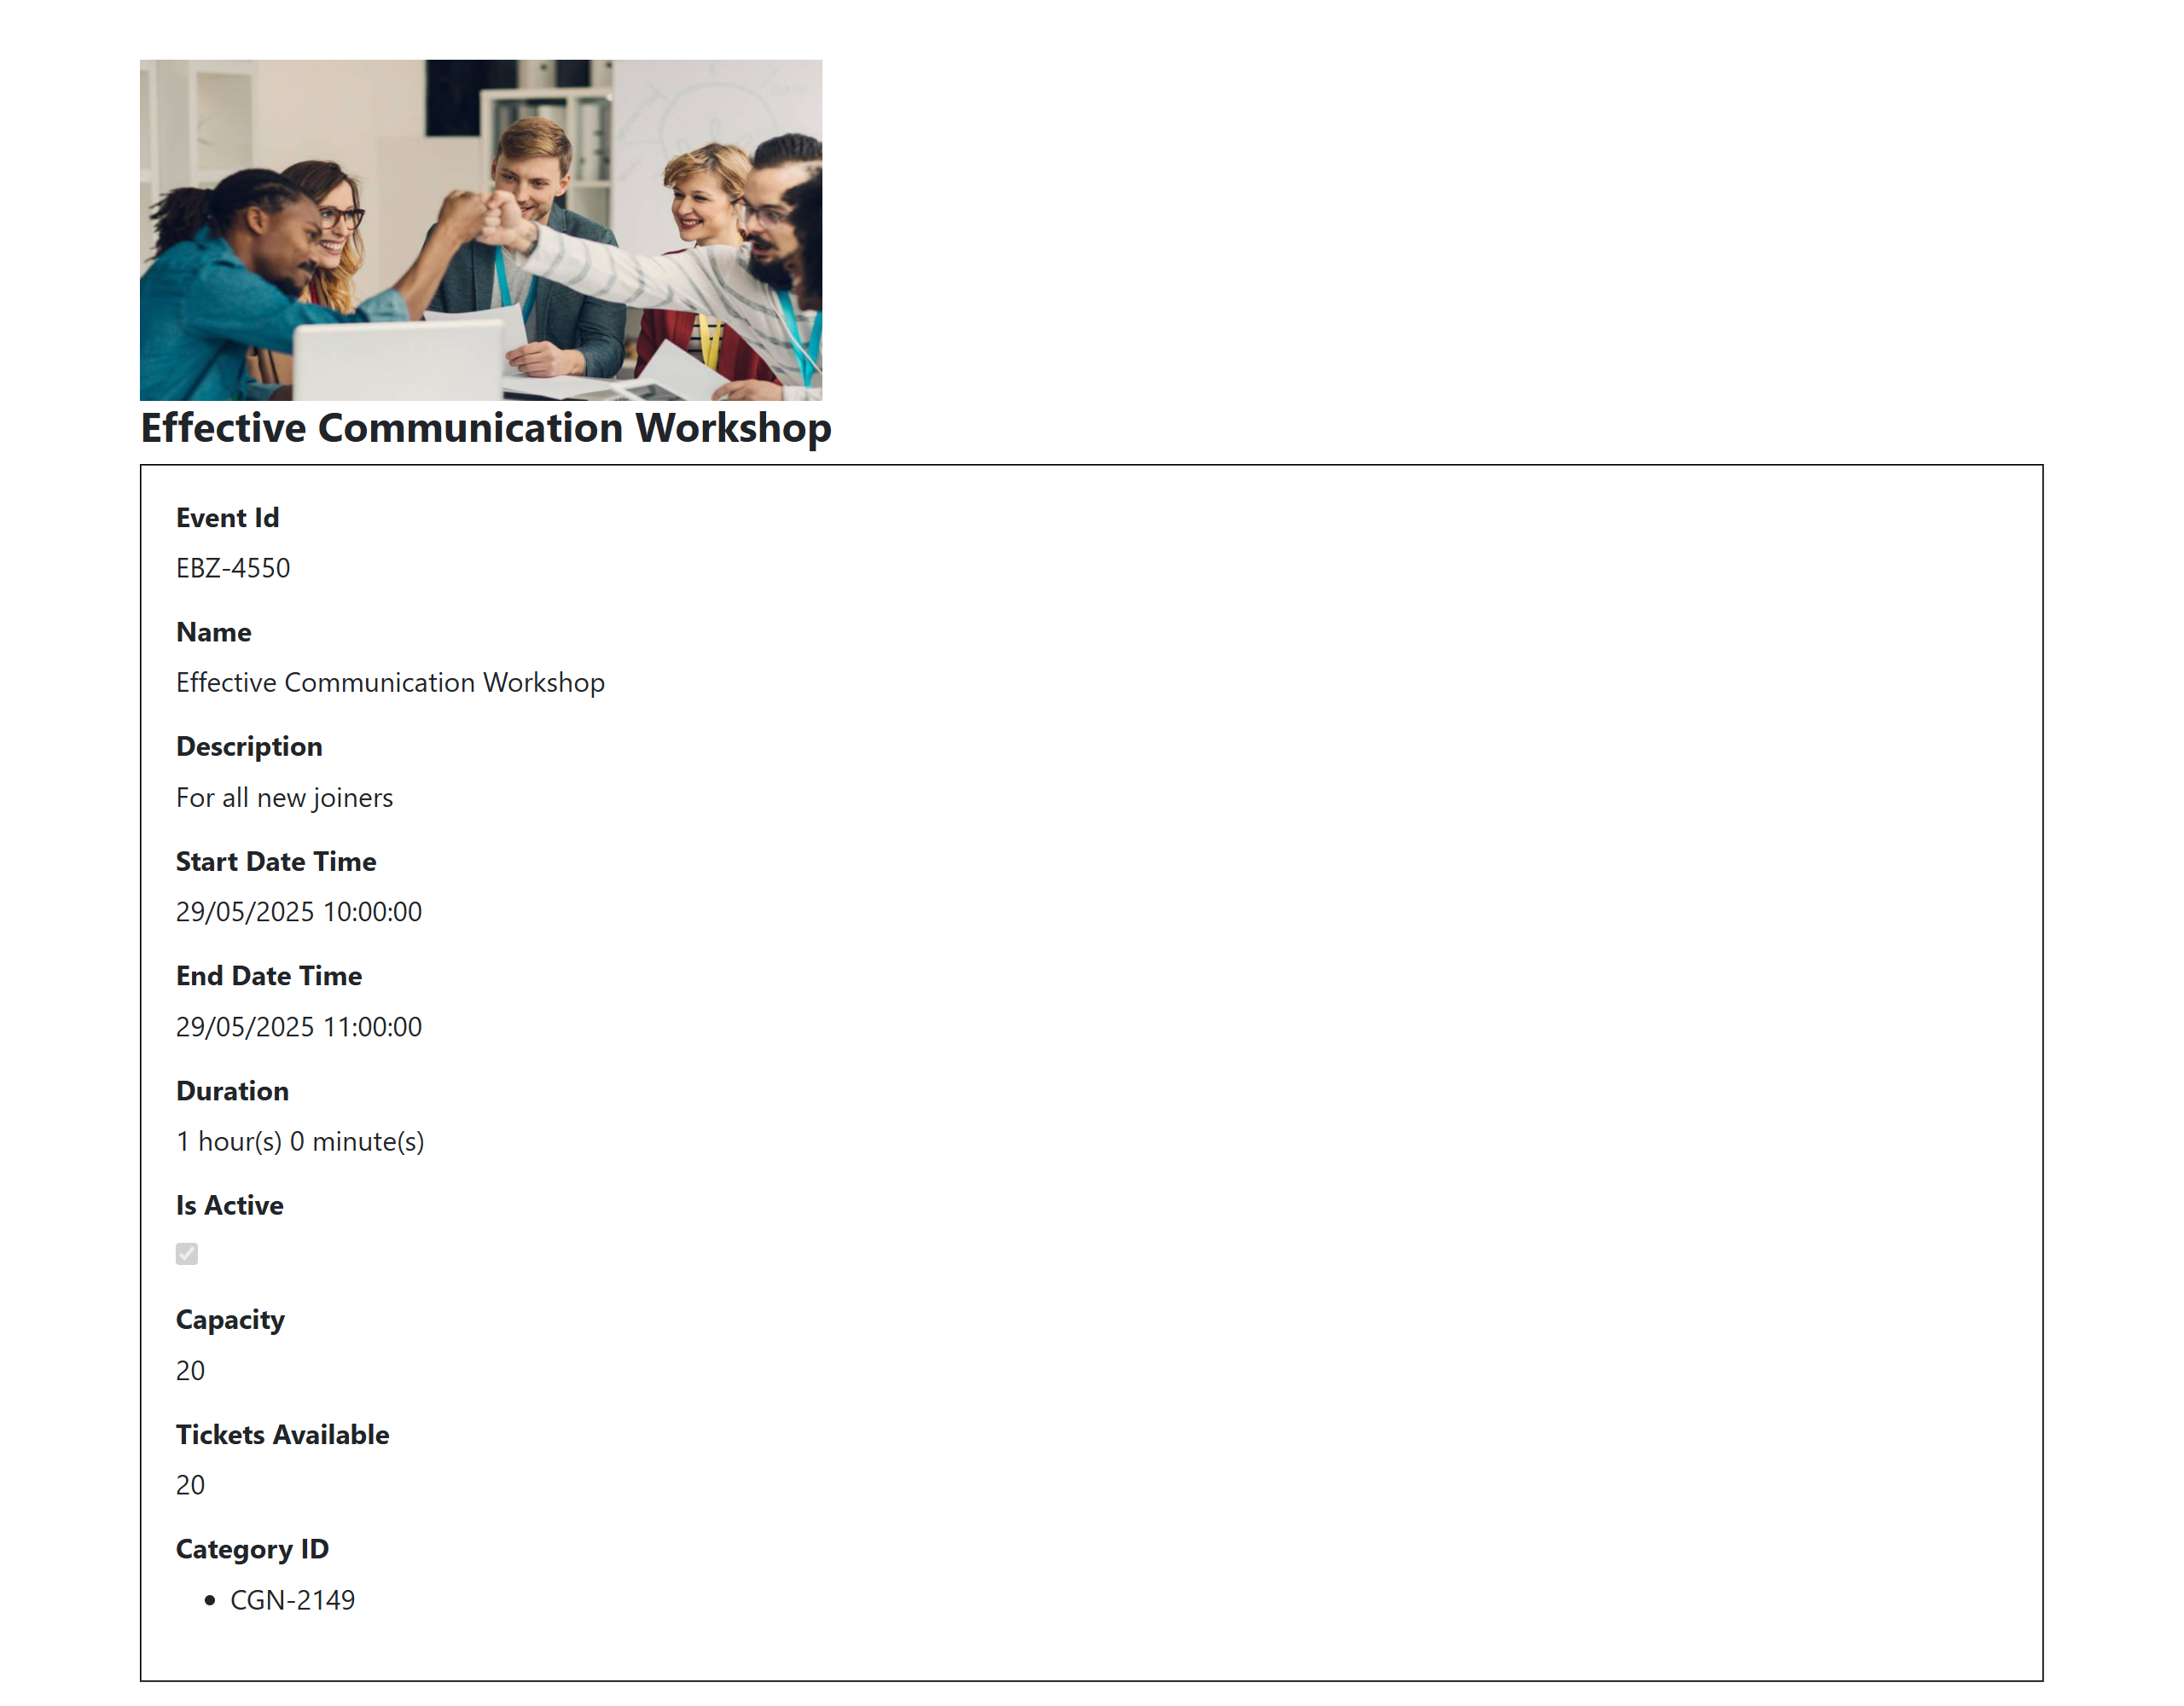 Effective Communication Workshop
Event Id
EBZ-4550
Name
Effective Communication Workshop
Description
For all new joiners
Start Date Time
29/05/2025 10:00:00
End Date Time
29/05/2025 11:00:00
Duration
1 hour(s) 0 minute(s)
Is Active
Capacity
20
Tickets Available
20
Category ID
CGN-2149